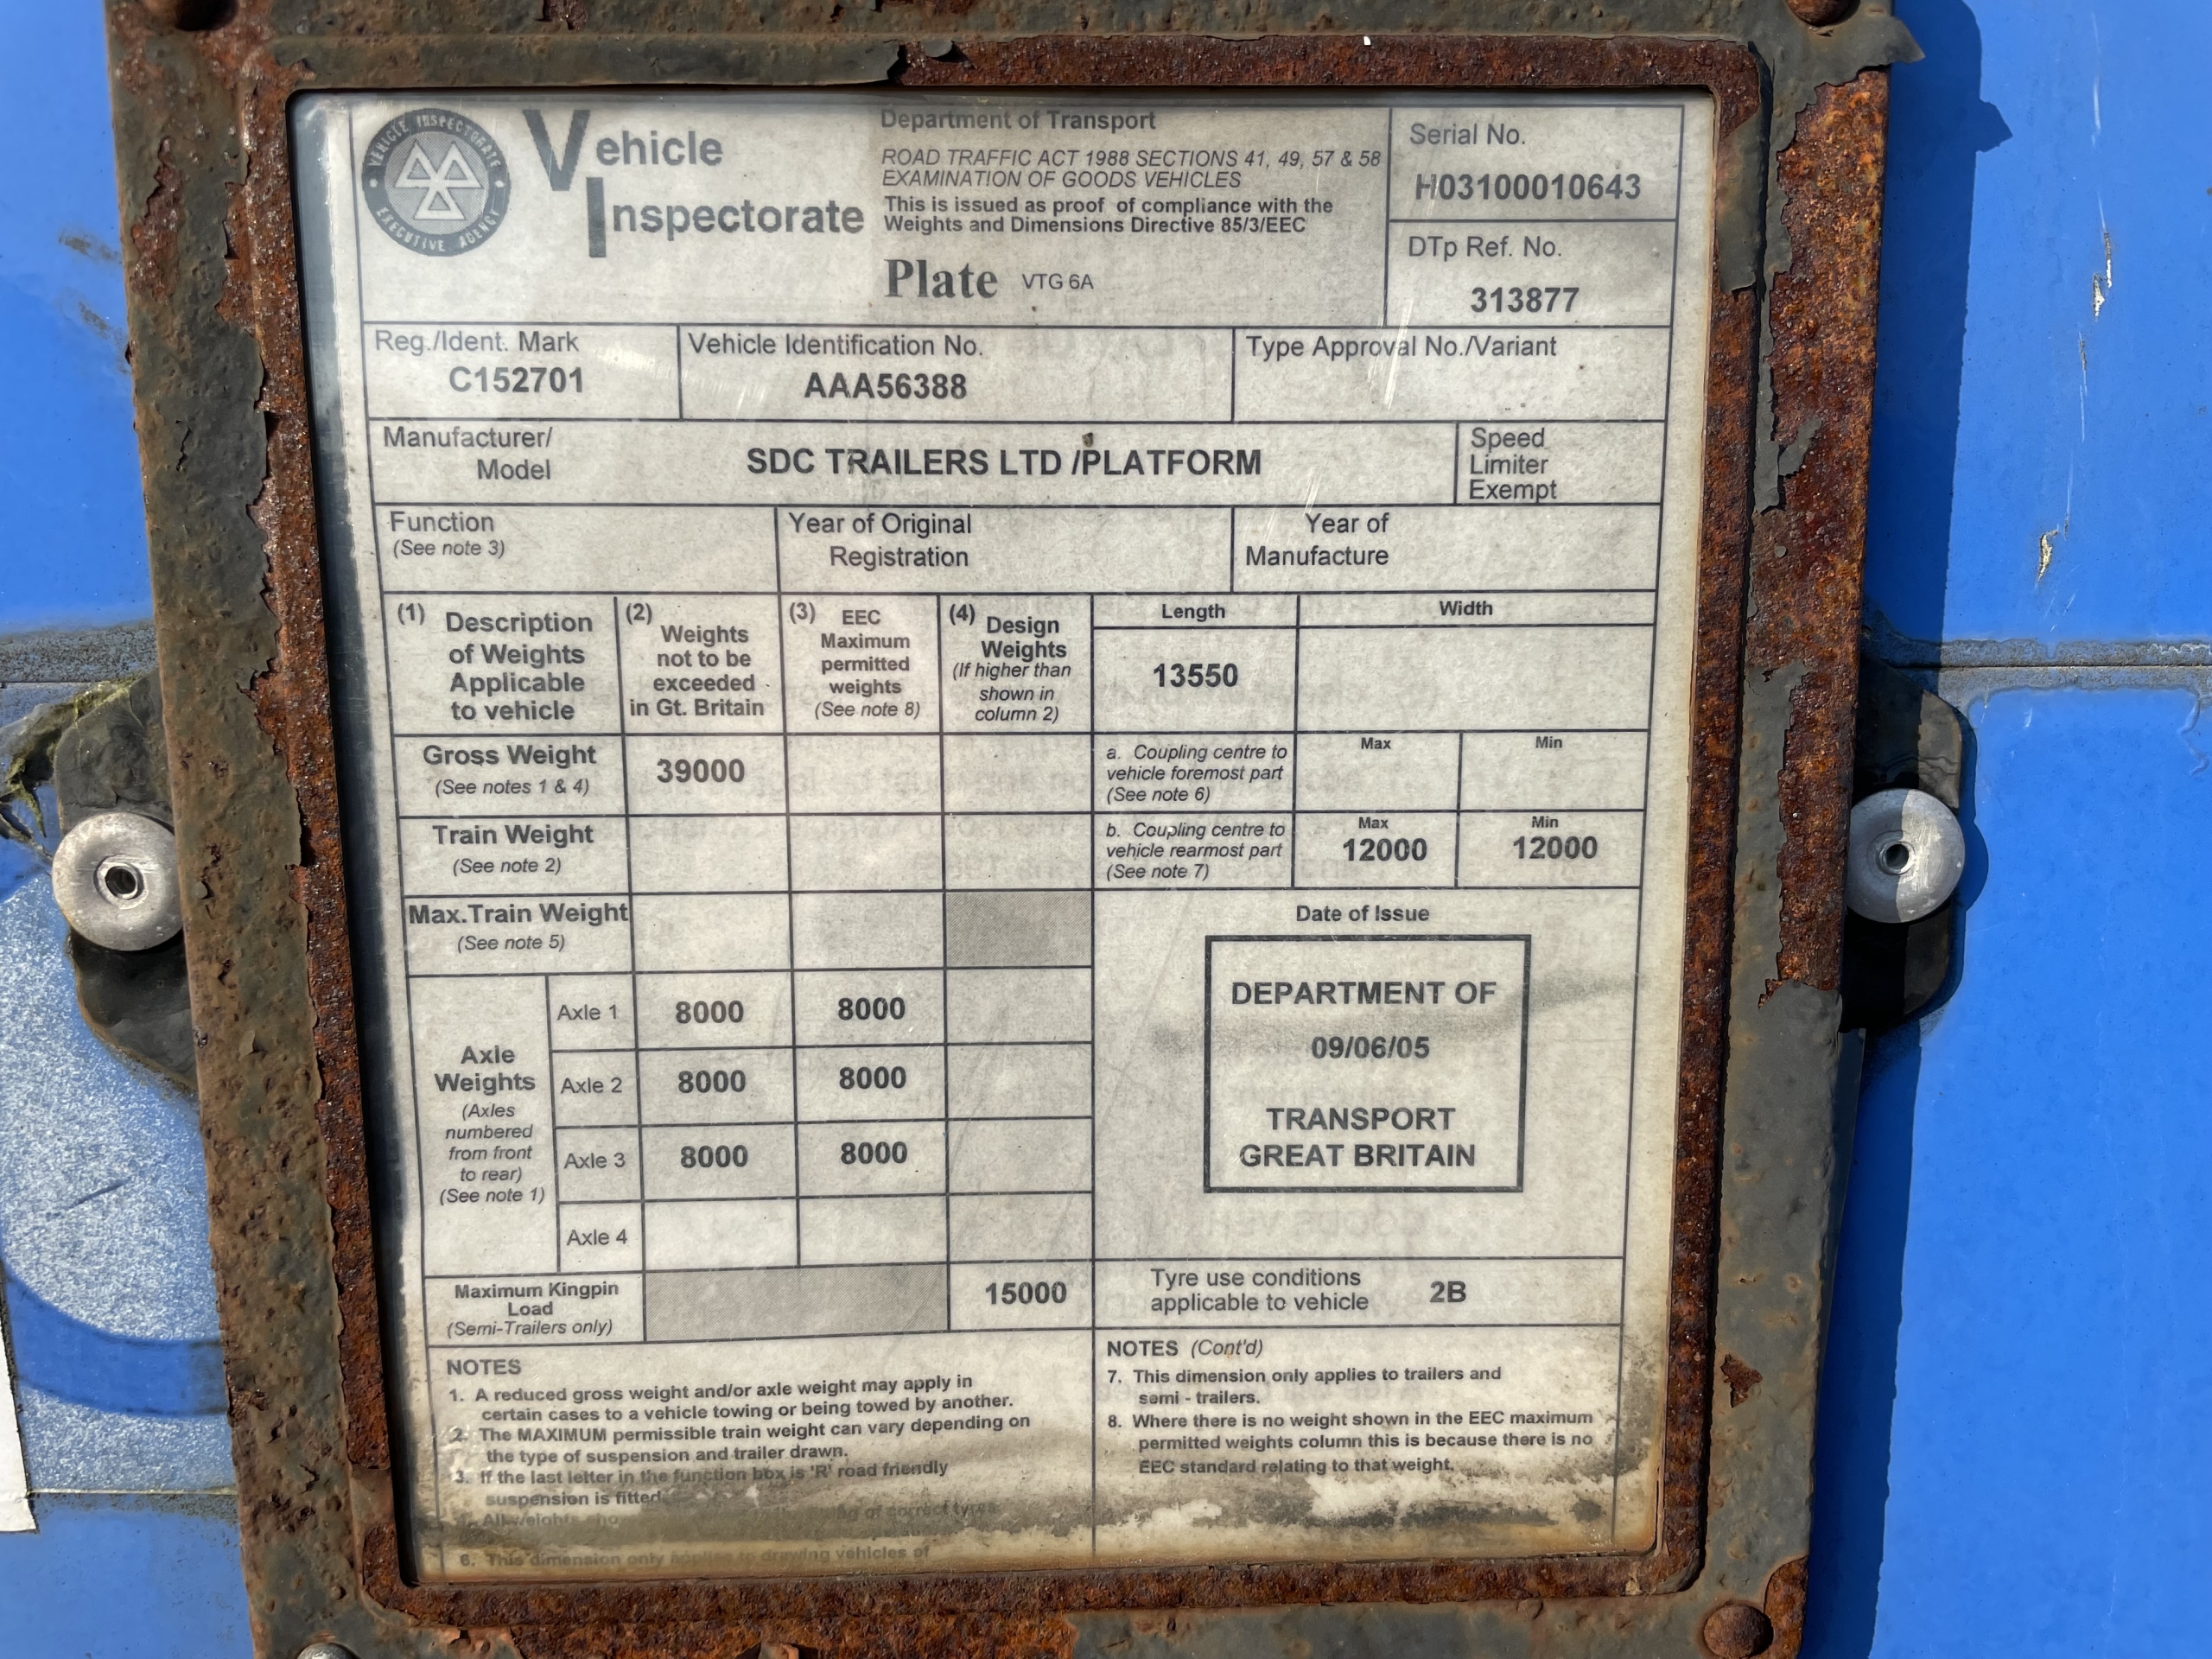 VEHICLE INSPECTORATE
EXECUTIVE AGENCY
Vehicle
Inspectorate
Department of Transport
ROAD TRAFFIC ACT 1988 SECTIONS 41, 49, 57 & 58
EXAMINATION OF GOODS VEHICLES
This is issued as proof of compliance with the
Weights and Dimensions Directive 85/3/EEC
Plate VTG 6A
Serial No.
H03100010643
DTp Ref. No.
313877
Reg./Ident. Mark
C152701
Vehicle Identification No.
AAA56388
Type Approval No./Variant
Manufacturer/
Model
SDC TRAILERS LTD /PLATFORM
Speed
Limiter
Exempt
Function
(See note 3)
Year of Original
Registration
Year of
Manufacture
(1) Description
of Weights
Applicable
to vehicle
(2) Weights
not to be
exceeded
in Gt. Britain
(3) EEC
Maximum
permitted
weights
(See note 8)
(4) Design
Weights
(If higher than
shown in
column 2)
Length
13550
Width
Gross Weight
(See notes 1 & 4)
39000
a. Coupling centre to
vehicle foremost part
(See note 6)
Max
Min
Train Weight
(See note 2)
b. Coupling centre to
vehicle rearmost part
(See note 7)
Max
12000
Min
12000
Max.Train Weight
(See note 5)
Axle
Weights
(Axles
numbered
from front
to rear)
(See note 1)
Axle 1 8000 8000
Axle 2 8000 8000
Axle 3 8000 8000
Axle 4
Date of Issue
DEPARTMENT OF
09/06/05
TRANSPORT
GREAT BRITAIN
Maximum Kingpin
Load
(Semi-Trailers only)
15000
Tyre use conditions
applicable to vehicle
2B
NOTES
1. A reduced gross weight and/or axle weight may apply in
certain cases to a vehicle towing or being towed by another.
2. The MAXIMUM permissible train weight can vary depending on
the type of suspension and trailer drawn.
3. If the last letter in the function box is 'R' road friendly
suspension is fitted
All weights of correct tyres
6. This dimension only applies to drawing vehicles of
NOTES (Cont'd)
7. This dimension only applies to trailers and
semi - trailers.
8. Where there is no weight shown in the EEC maximum
permitted weights column this is because there is no
EEC standard relating to that weight.